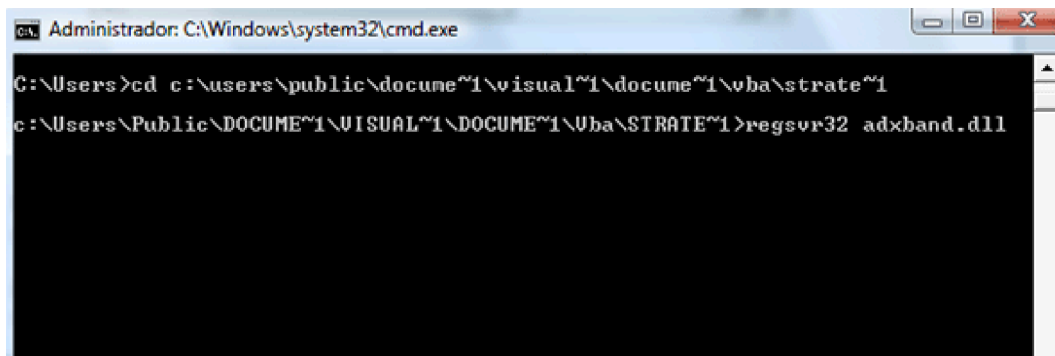 Administrador: C:\Windows\system32\cmd.exe
C:\Users>cd c:\users\public\docume~1\visual~1\docume~1\vba\strate~1
c:\Users\Public\DOCUME~1\VISUAL~1\DOCUME~1\Vba\STRATE~1>regsvr32 adxband.dll